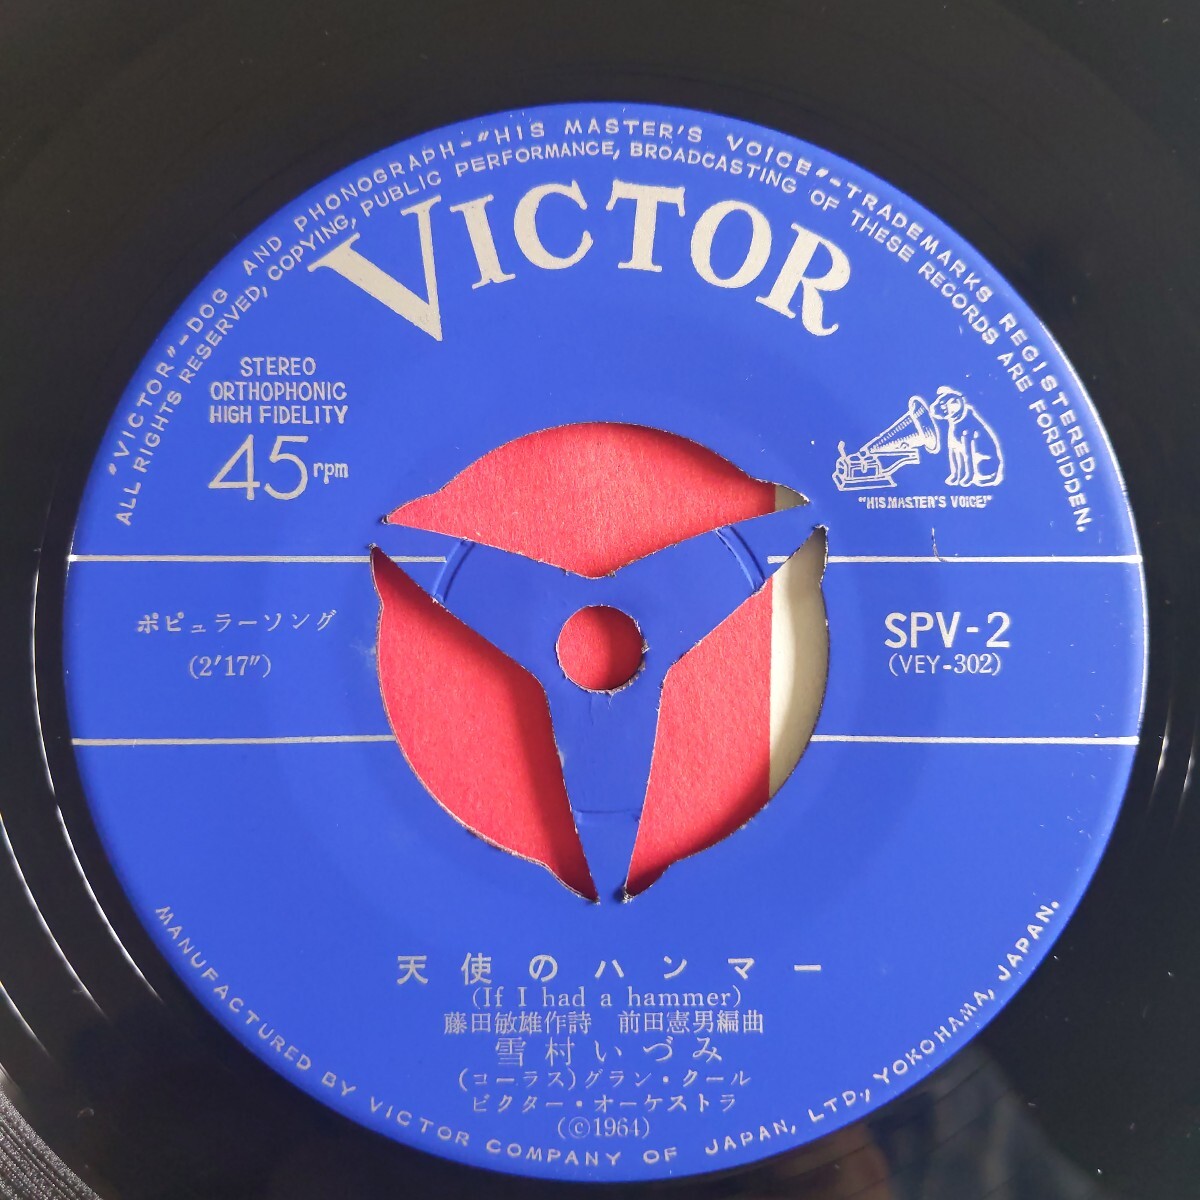 "VICTOR"–DOG AND PHONOGRAPH–"HIS MASTER'S VOICE"–TRADEMARKS REGISTERED.
ALL RIGHTS RESERVED, COPYING, PUBLIC PERFORMANCE, BROADCASTING OF THESE RECORDS ARE FORBIDDEN.
VICTOR
STEREO
ORTHOPHONIC
HIGH FIDELITY
45 rpm
"HIS MASTER'S VOICE!"
ポピュラーソング
(2′17″)
SPV-2
(VEY-302)
天使のハンマー
(If I had a hammer)
藤田敏雄作詩 前田憲男編曲
雪村いづみ
(コーラス)グラン・クール
ビクター・オーケストラ
(©1964)
MANUFACTURED BY VICTOR COMPANY OF JAPAN, LTD., YOKOHAMA, JAPAN.